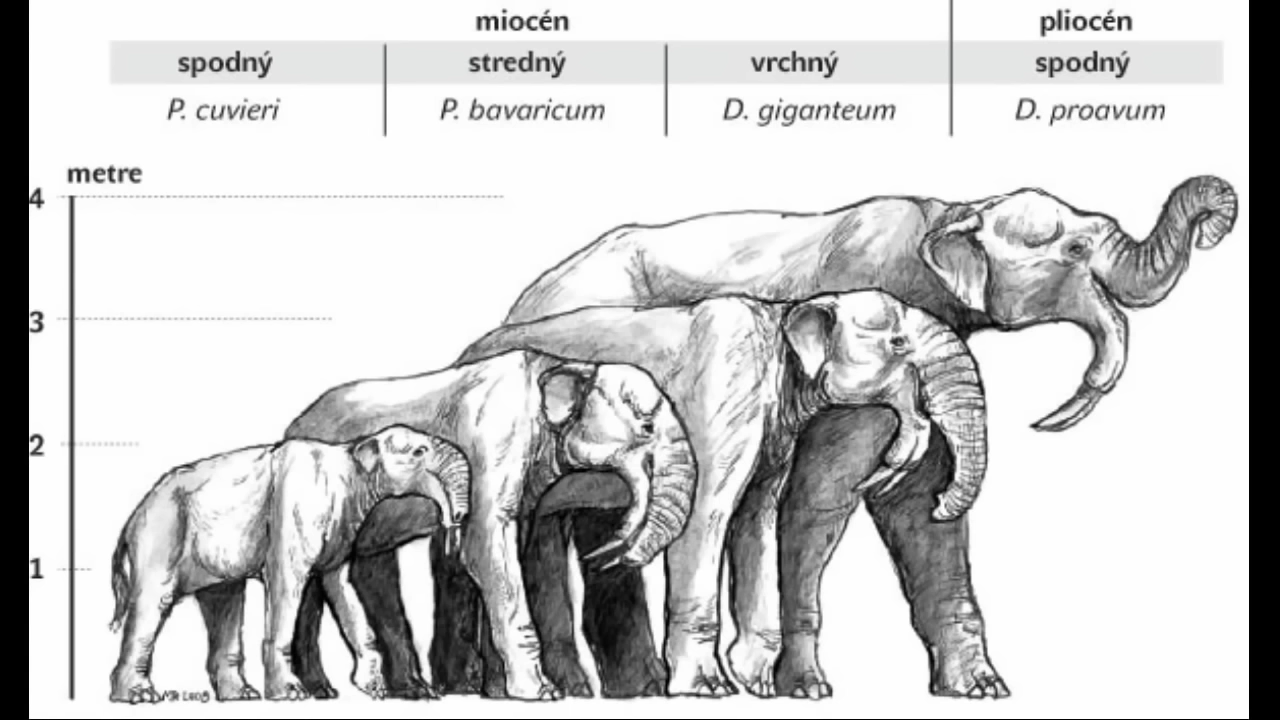 miocén pliocén
spodný stredný vrchný spodný
P. cuvieri P. bavaricum D. giganteum D. proavum
metre
4
3
2
1